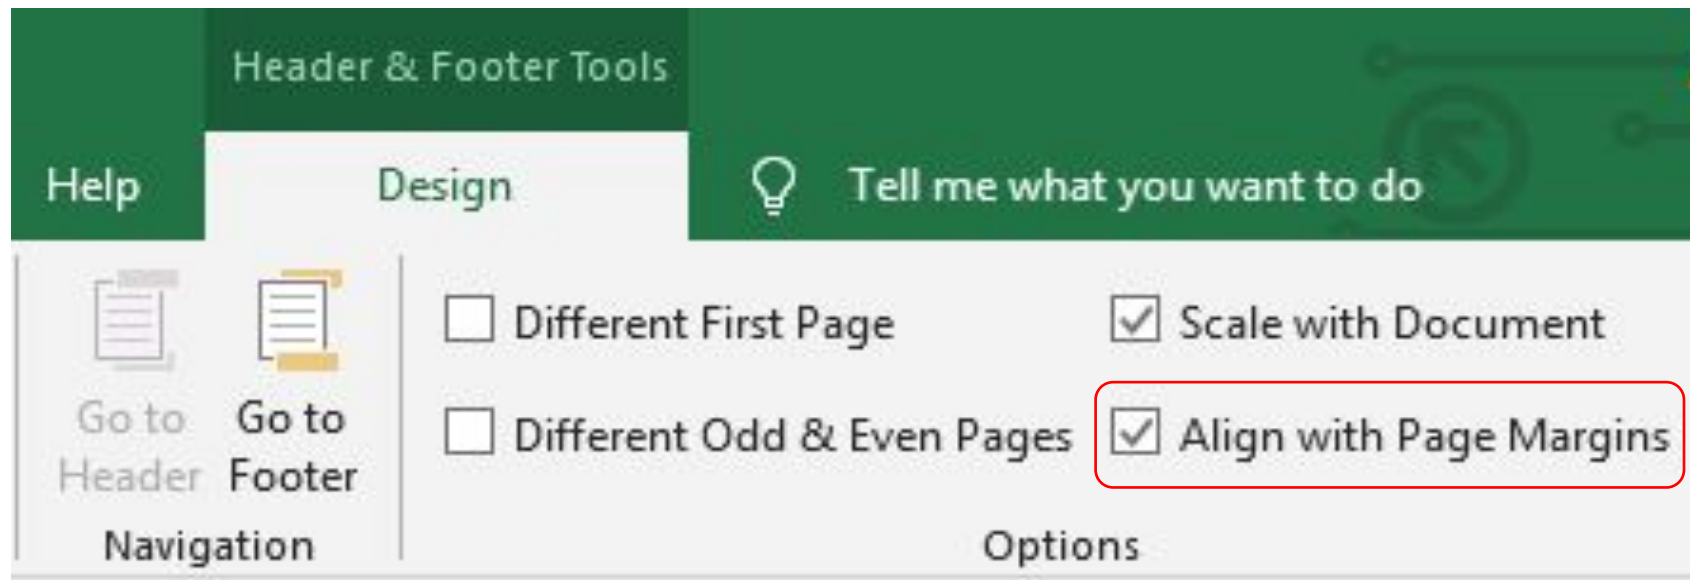 Header & Footer Tools
Help
Design
Tell me what you want to do
Go to
Header
Go to
Footer
Navigation
Different First Page
Different Odd & Even Pages
Scale with Document
Align with Page Margins
Options